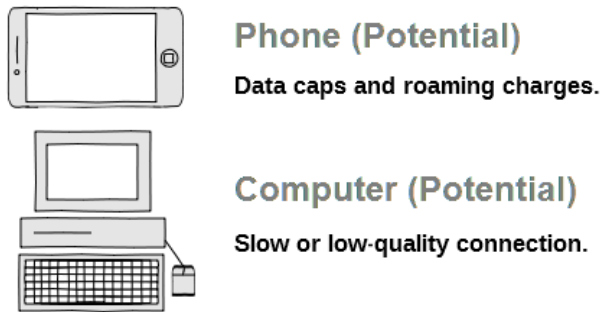 Phone (Potential)
Data caps and roaming charges.
Computer (Potential)
Slow or low-quality connection.